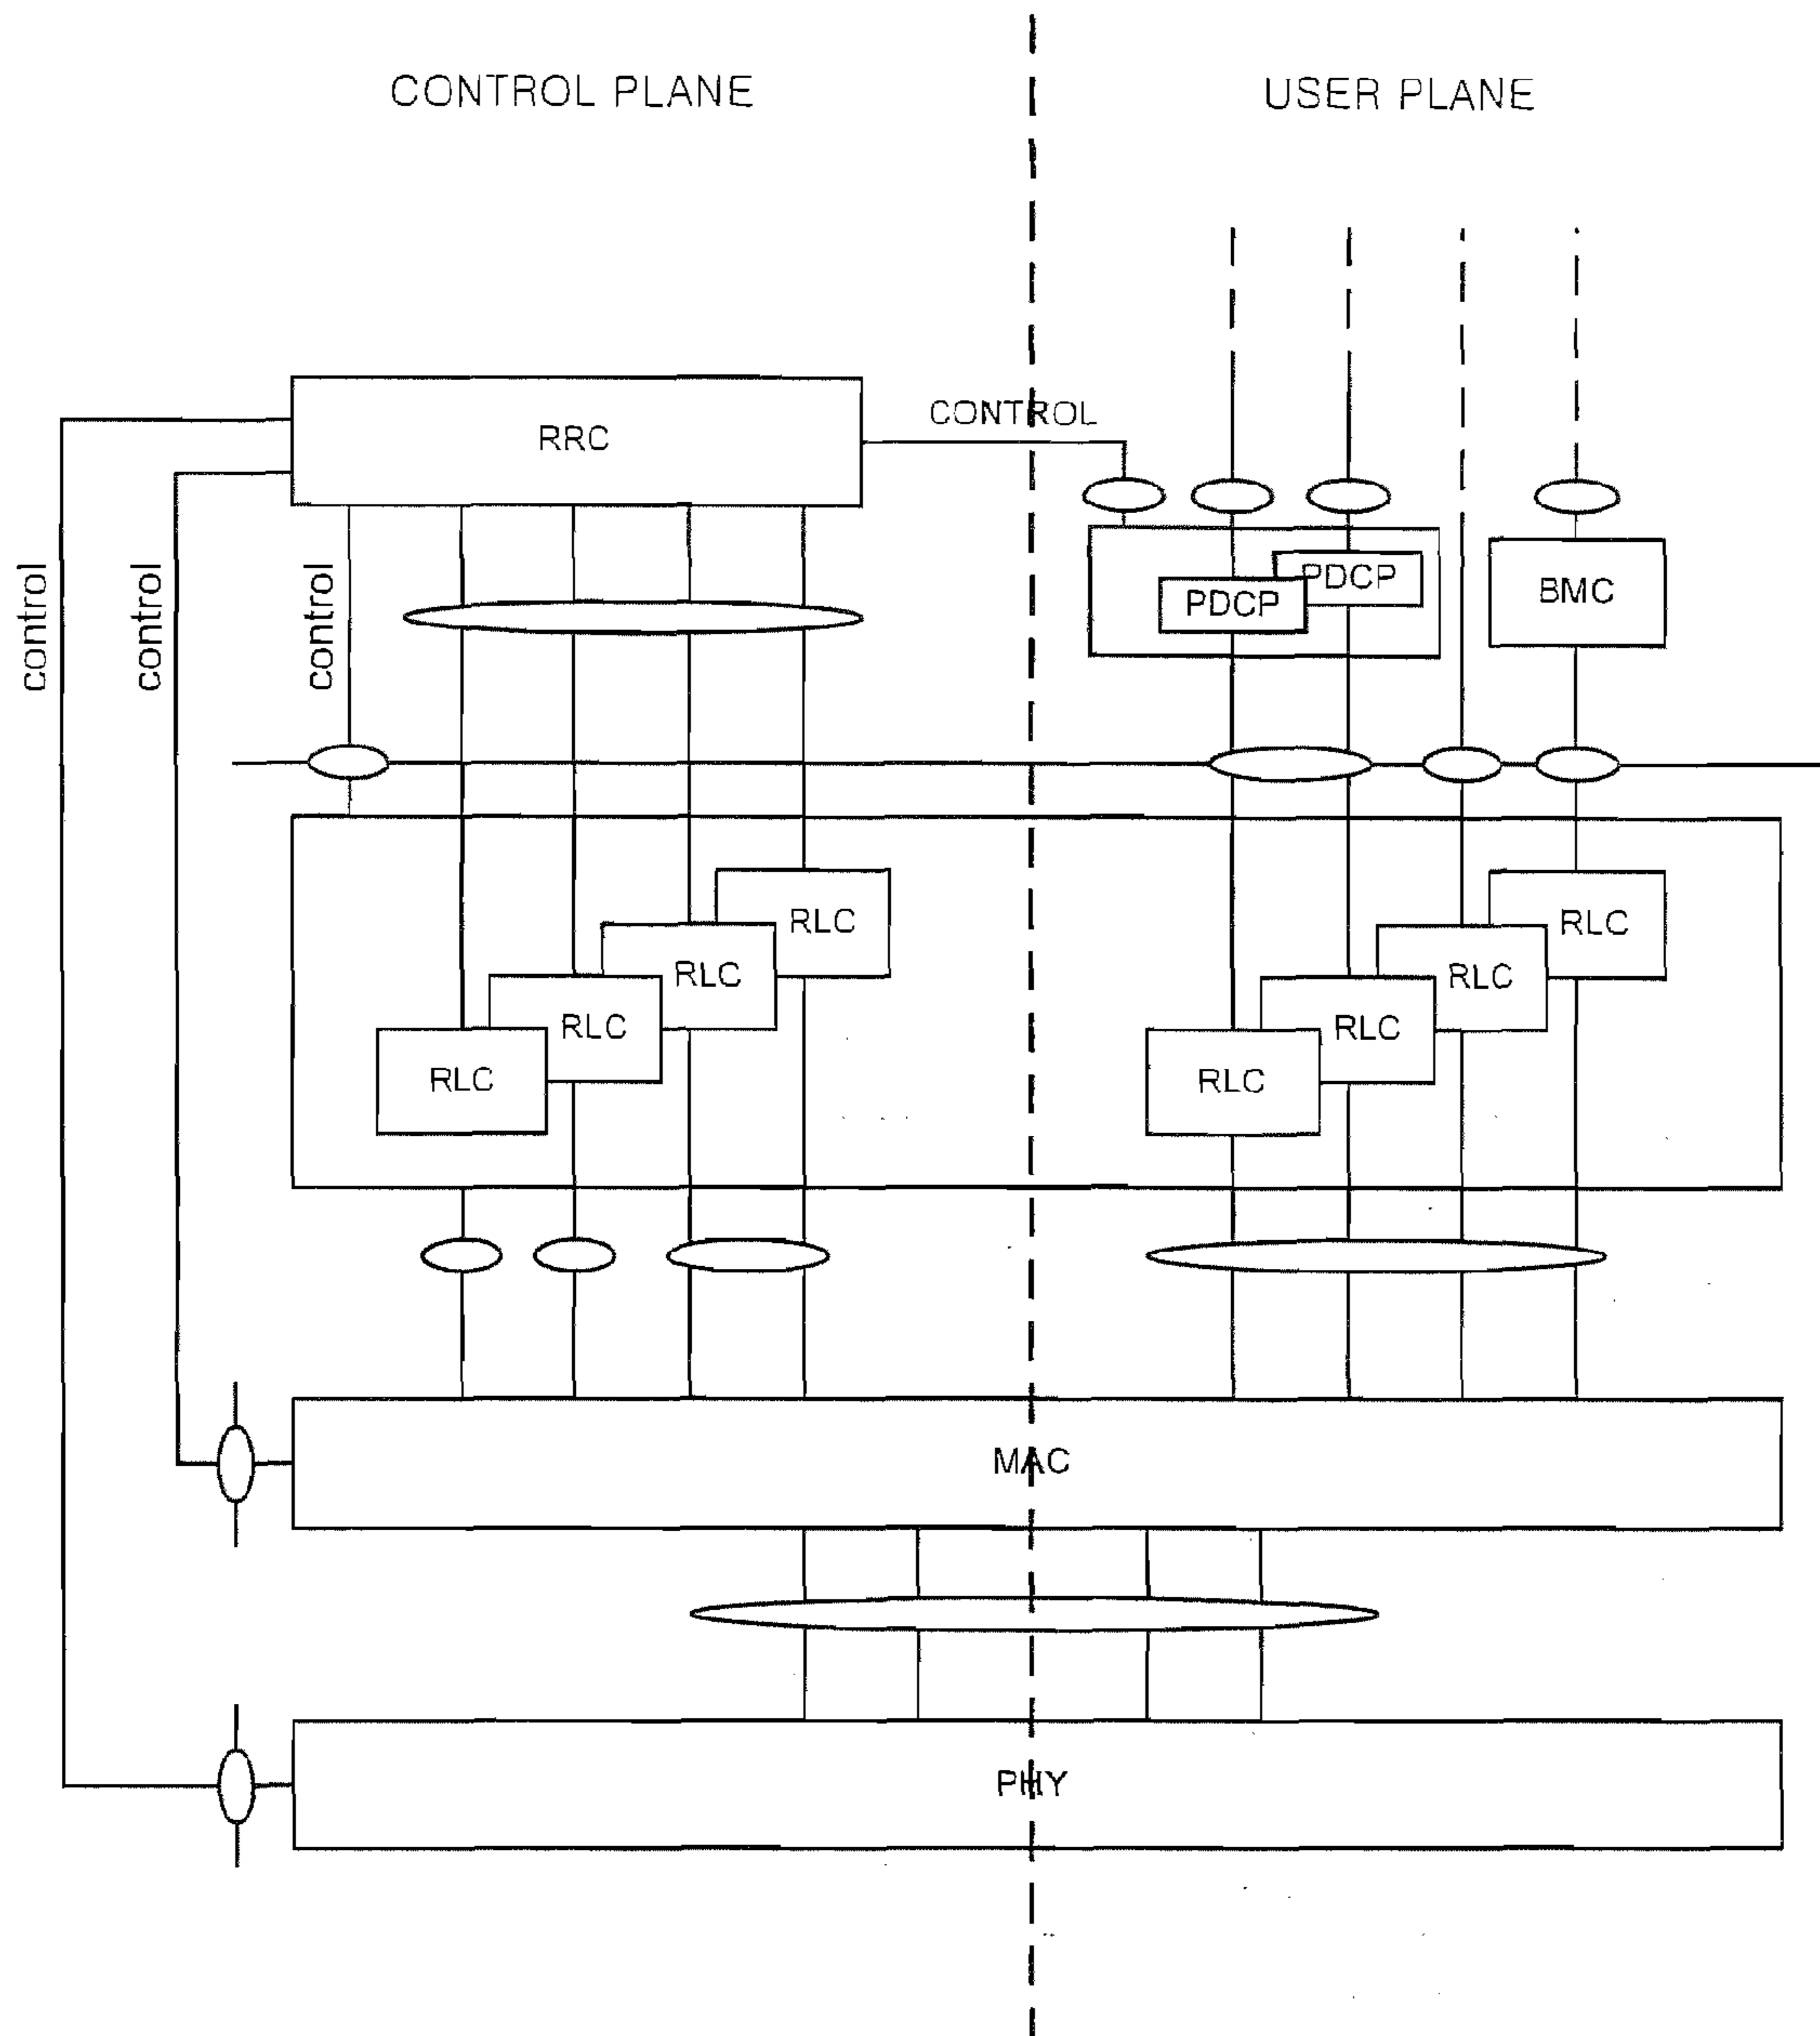 CONTROL PLANE
USER PLANE
RRC
CONTROL
control
control
control
PDCP
PDCP
BMC
RLC
RLC
RLC
RLC
RLC
RLC
RLC
RLC
MAC
PHY